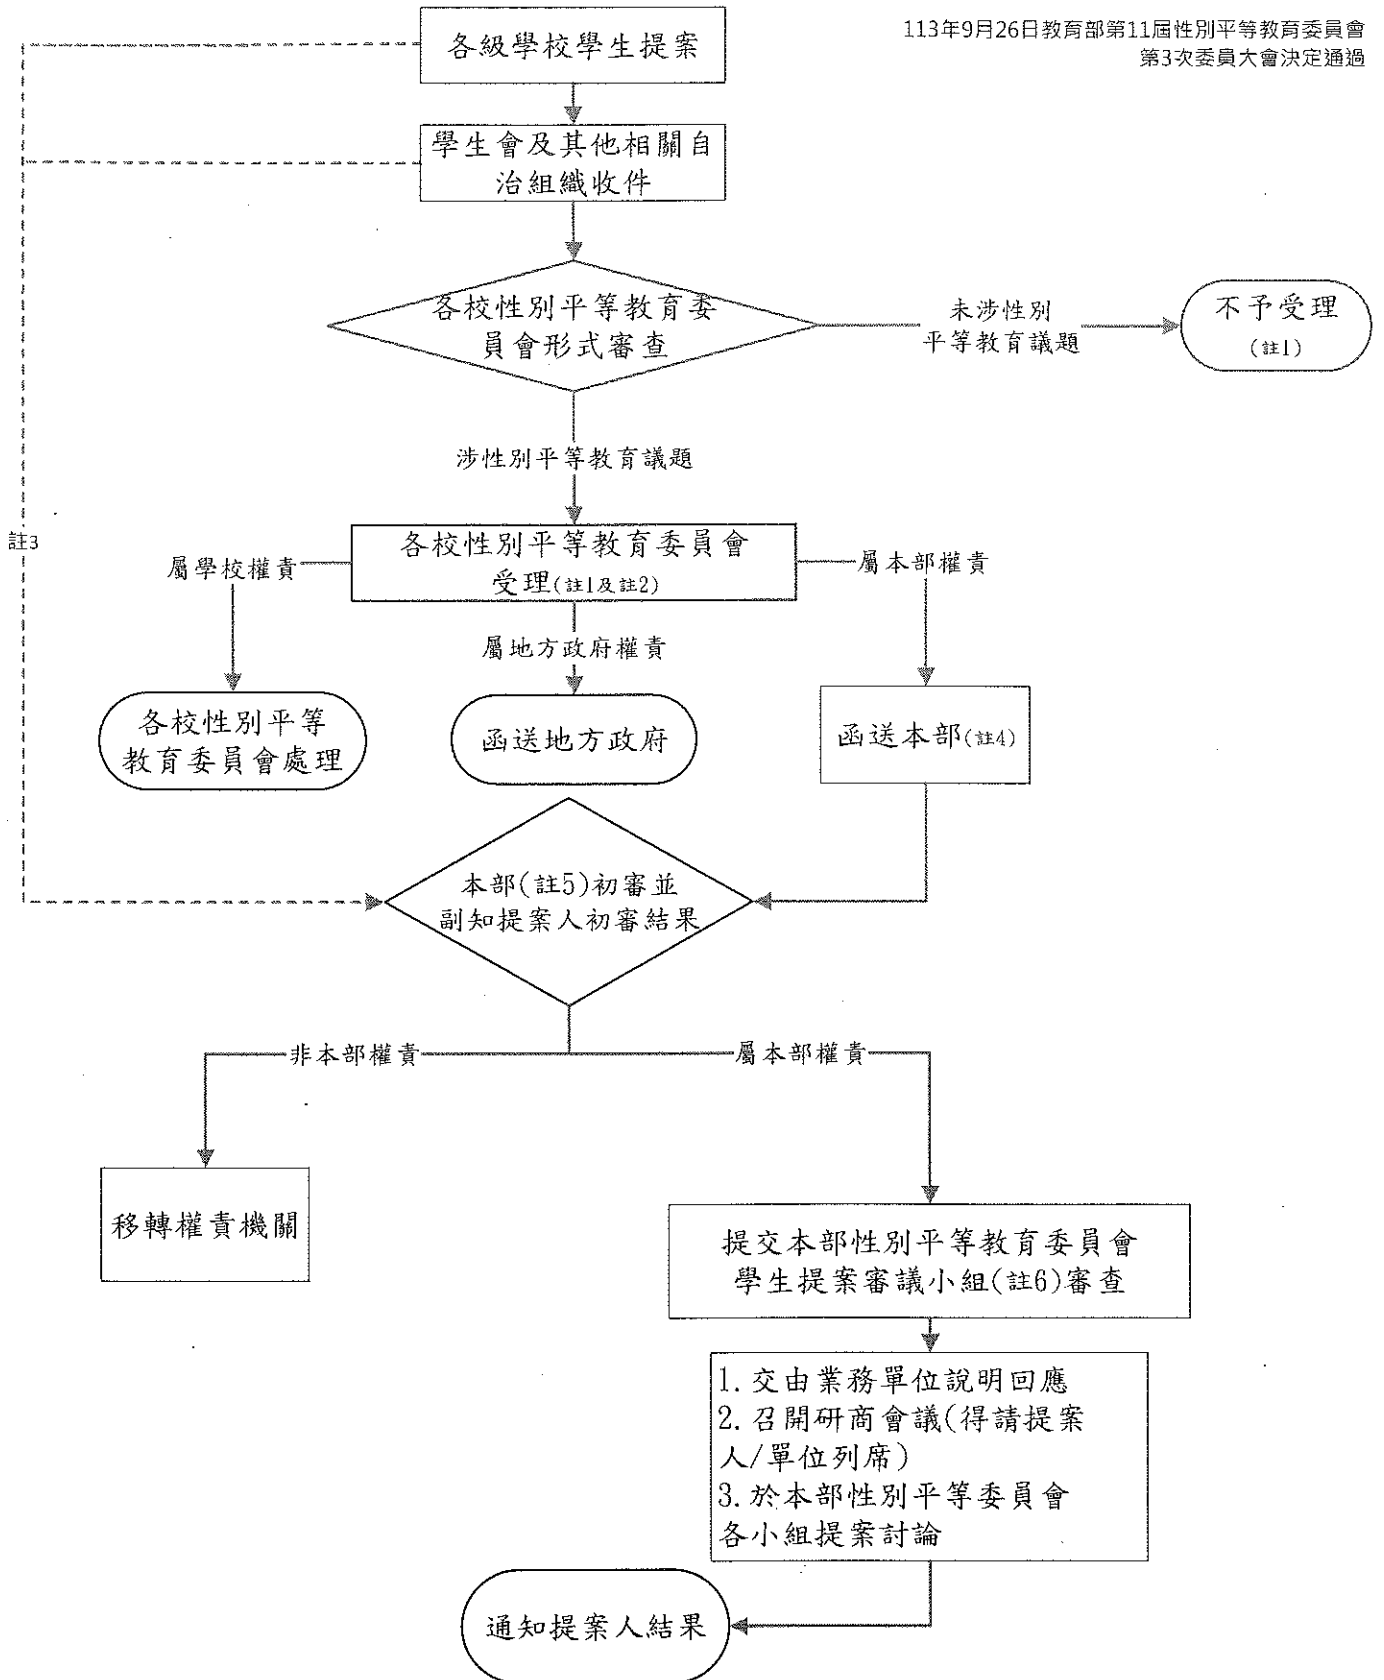 113年9月26日教育部第11屆性別平等教育委員會
第3次委員大會決定通過
各級學校學生提案
學生會及其他相關自
治組織收件
各校性別平等教育委
員會形式審查
未涉性別
平等教育議題
不予受理
(註1)
涉性別平等教育議題
註3
屬學校權責
各校性別平等教育委員會
受理(註1及註2)
屬本部權責
屬地方政府權責
各校性別平等
教育委員會處理
函送地方政府
函送本部(註4)
本部(註5)初審並
副知提案人初審結果
非本部權責
屬本部權責
移轉權責機關
提交本部性別平等教育委員會
學生提案審議小組(註6)審查
1. 交由業務單位說明回應
2. 召開研商會議(得請提案
人/單位列席)
3. 於本部性別平等委員會
各小組提案討論
通知提案人結果